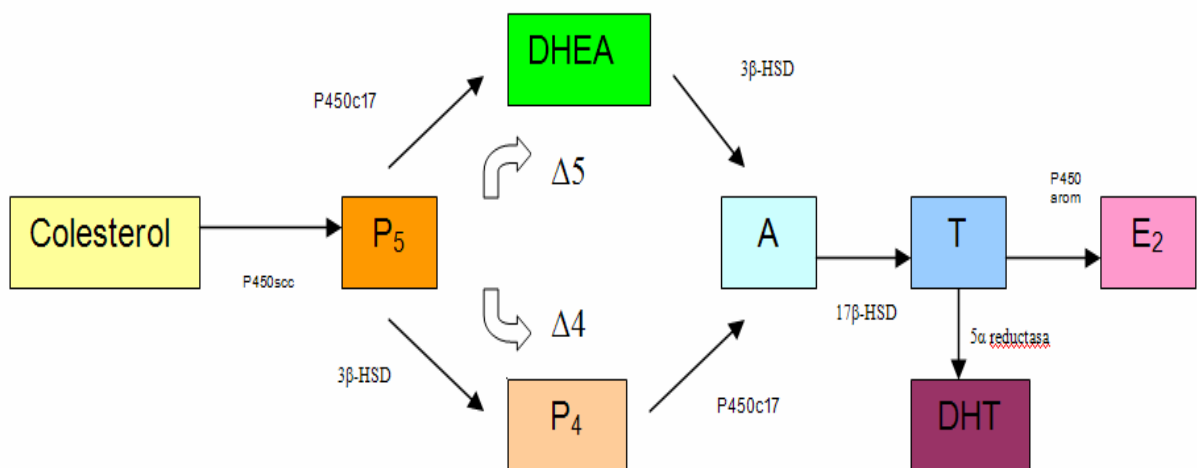 DHEA
3β-HSD
P450c17
Δ5
P450
arom
Colesterol
P₅
A
T
E₂
P450scc
17β-HSD
Δ4
5α reductasa
3β-HSD
P₄
P450c17
DHT